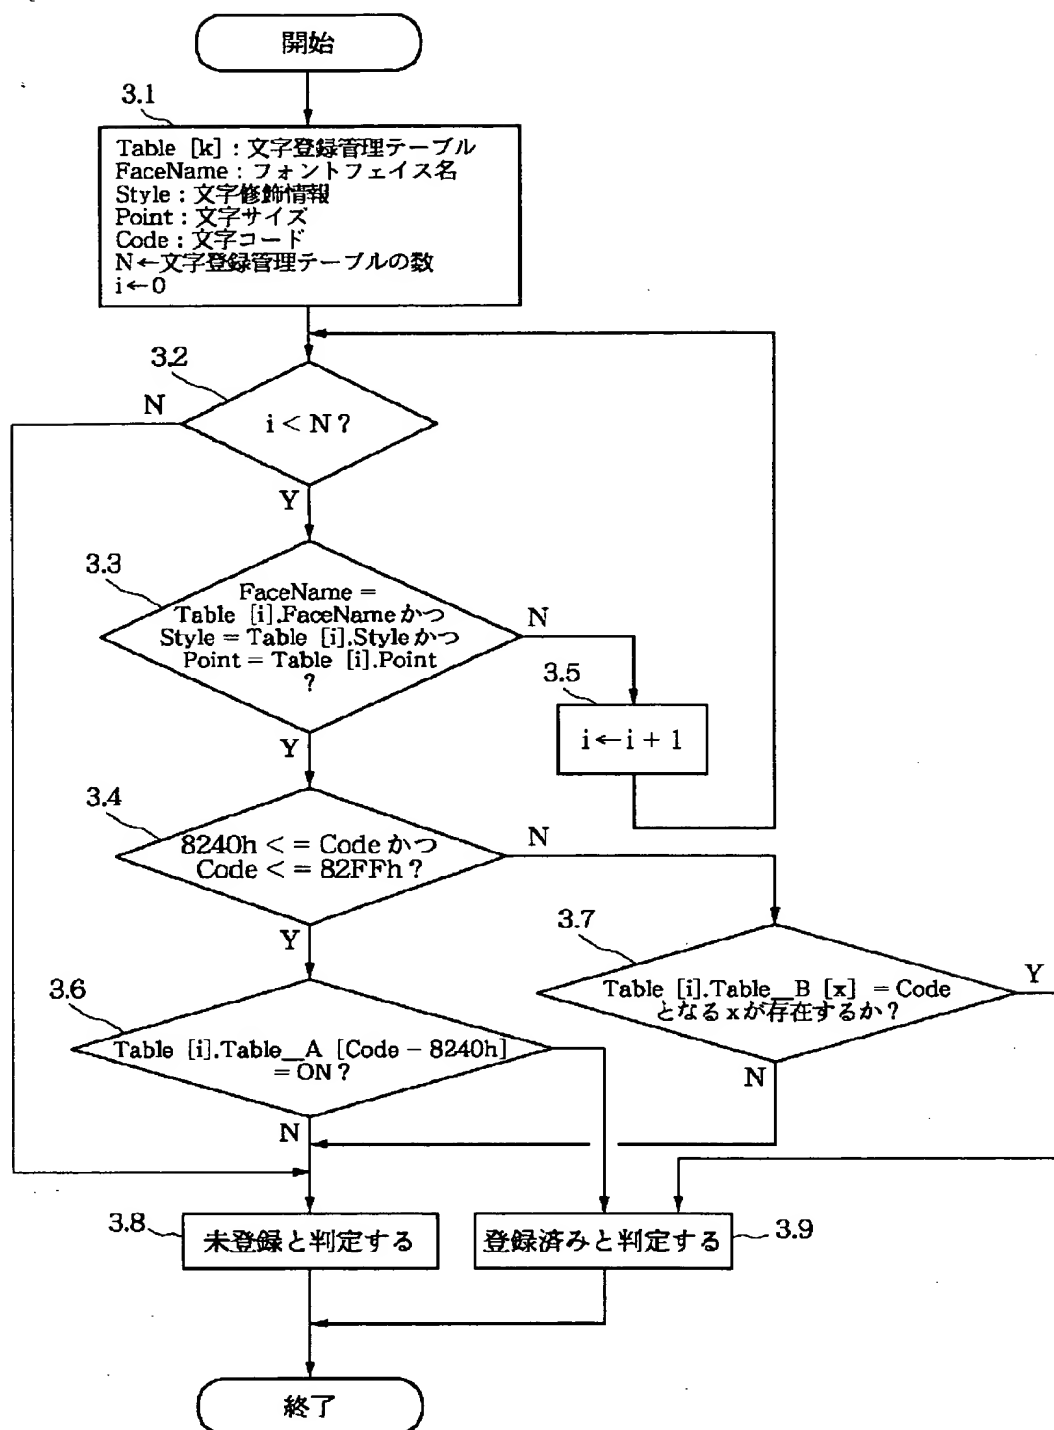 開始
3.1
Table [k] : 文字登録管理テーブル
FaceName : フォントフェイス名
Style : 文字修飾情報
Point : 文字サイズ
Code : 文字コード
N←文字登録管理テーブルの数
i←0
3.2
N
i < N ?
Y
3.3
FaceName =
Table [i].FaceName かつ
Style = Table [i].Style かつ
Point = Table [i].Point
?
N
3.5
i←i + 1
Y
3.4
8240h < = Code かつ
Code < = 82FFh ?
N
Y
3.7
Table [i].Table__B [x] = Code
となる x が存在するか?
Y
N
3.6
Table [i].Table__A [Code − 8240h]
= ON ?
N
3.8
未登録と判定する
登録済みと判定する
3.9
終了